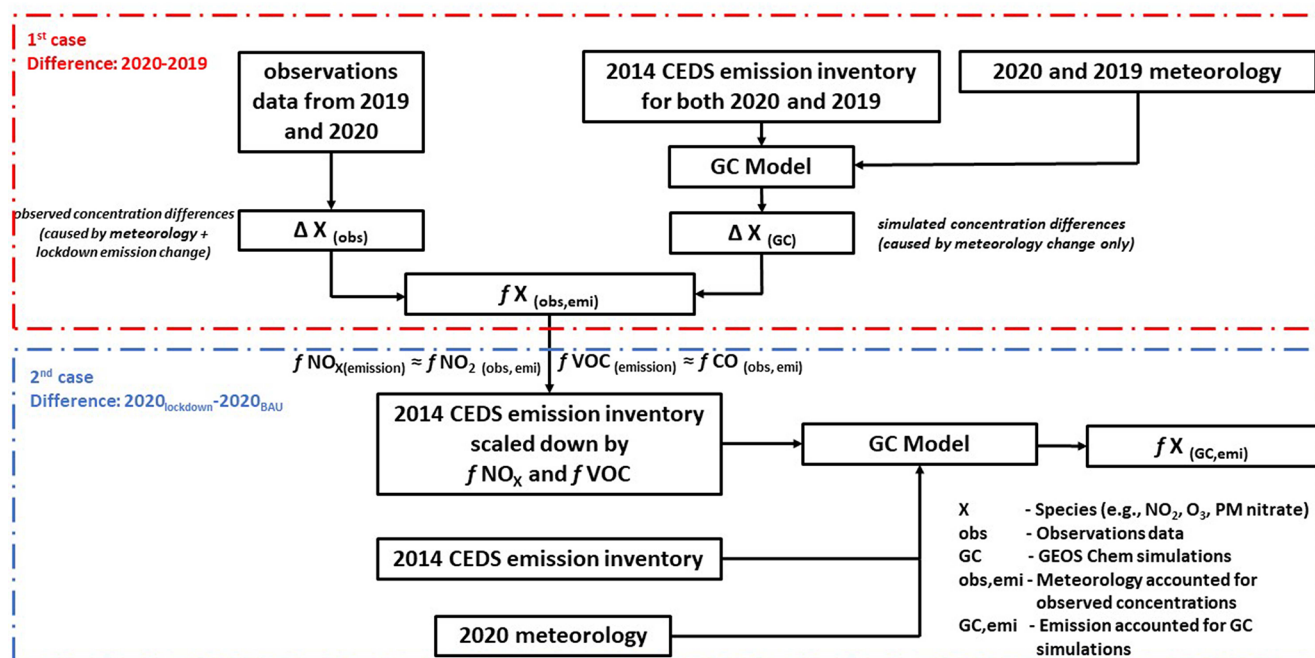 1st case
Difference: 2020-2019
observations
data from 2019
and 2020
2014 CEDS emission inventory
for both 2020 and 2019
2020 and 2019 meteorology
GC Model
observed concentration differences
(caused by meteorology +
lockdown emission change)
Δ X (obs)
Δ X (GC)
simulated concentration differences
(caused by meteorology change only)
f X (obs,emi)
f NOX(emission) ≈ f NO2 (obs, emi)
f VOC (emission) ≈ f CO (obs, emi)
2nd case
Difference: 2020lockdown-2020BAU
2014 CEDS emission inventory
scaled down by
f NOX and f VOC
GC Model
f X (GC,emi)
2014 CEDS emission inventory
2020 meteorology
X - Species (e.g., NO2, O3, PM nitrate)
obs - Observations data
GC - GEOS Chem simulations
obs,emi - Meteorology accounted for
observed concentrations
GC,emi - Emission accounted for GC
simulations